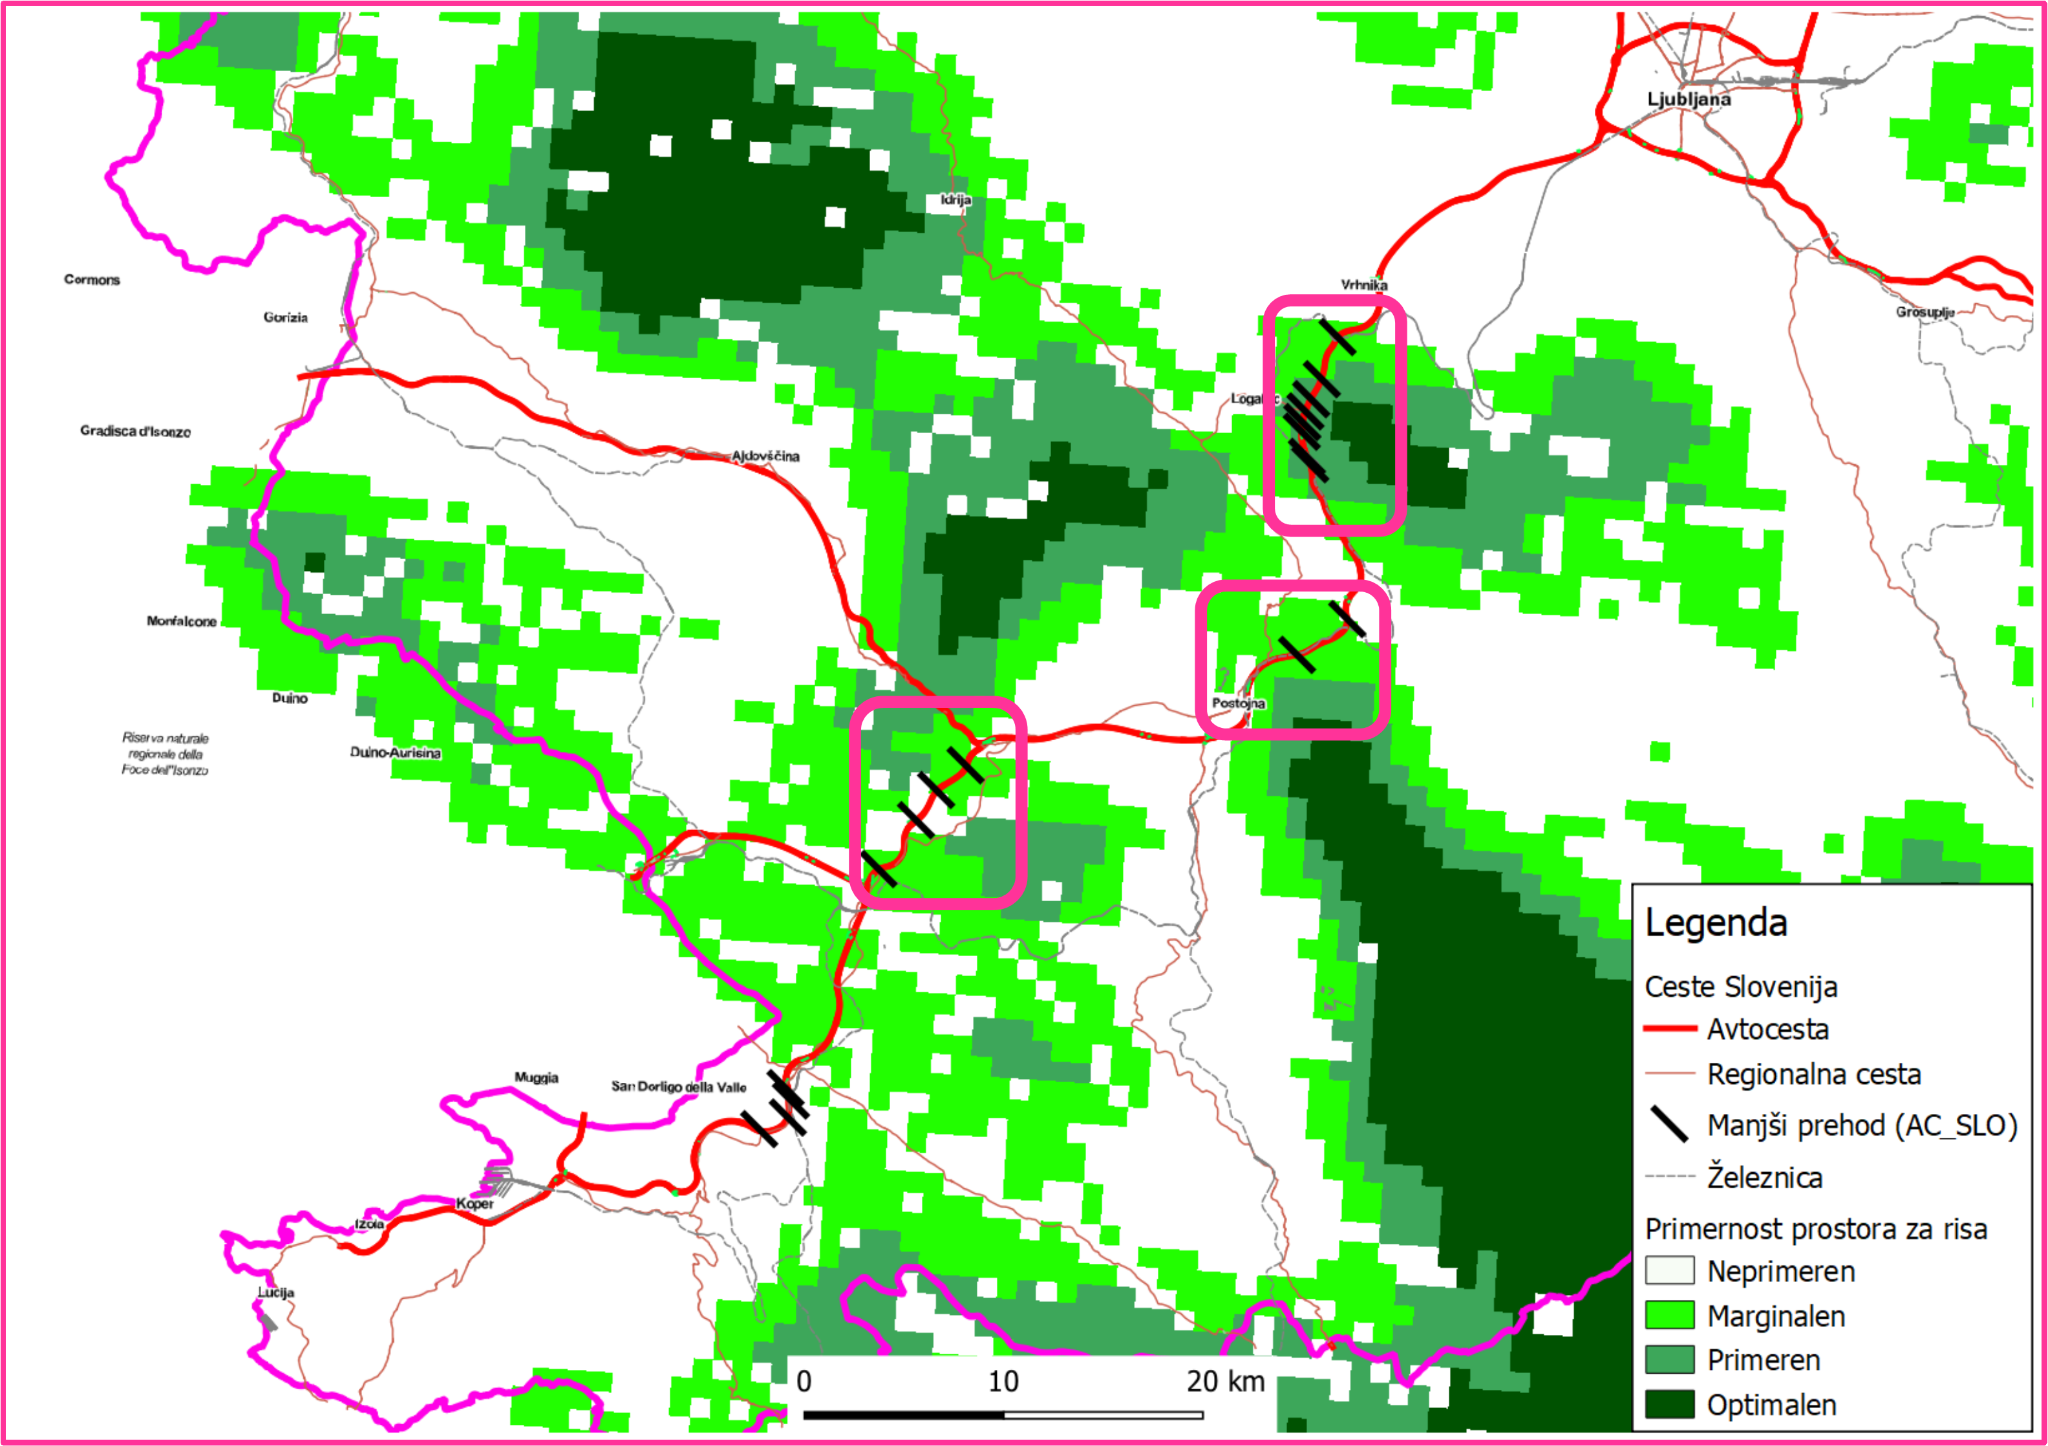 Ljubljana
Idrija
Cormons
Vrhnika
Gorizia
Grosuplje
Gradisca d'Isonzo
Ajdovščina
Monfalcone
Duino
Postojna
Riserva naturale
regionale della
Foce dell'Isonzo
Duino-Aurisina
Muggia
San Dorligo della Valle
Koper
Izola
Lucija
0 10 20 km
Legenda
Ceste Slovenija
Avtocesta
Regionalna cesta
Manjši prehod (AC_SLO)
Železnica
Primernost prostora za risa
Neprimeren
Marginalen
Primeren
Optimalen